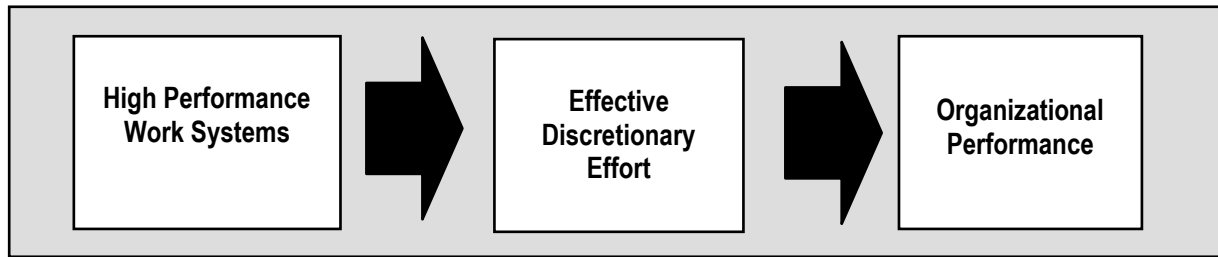 High Performance
Work Systems
Effective
Discretionary
Effort
Organizational
Performance